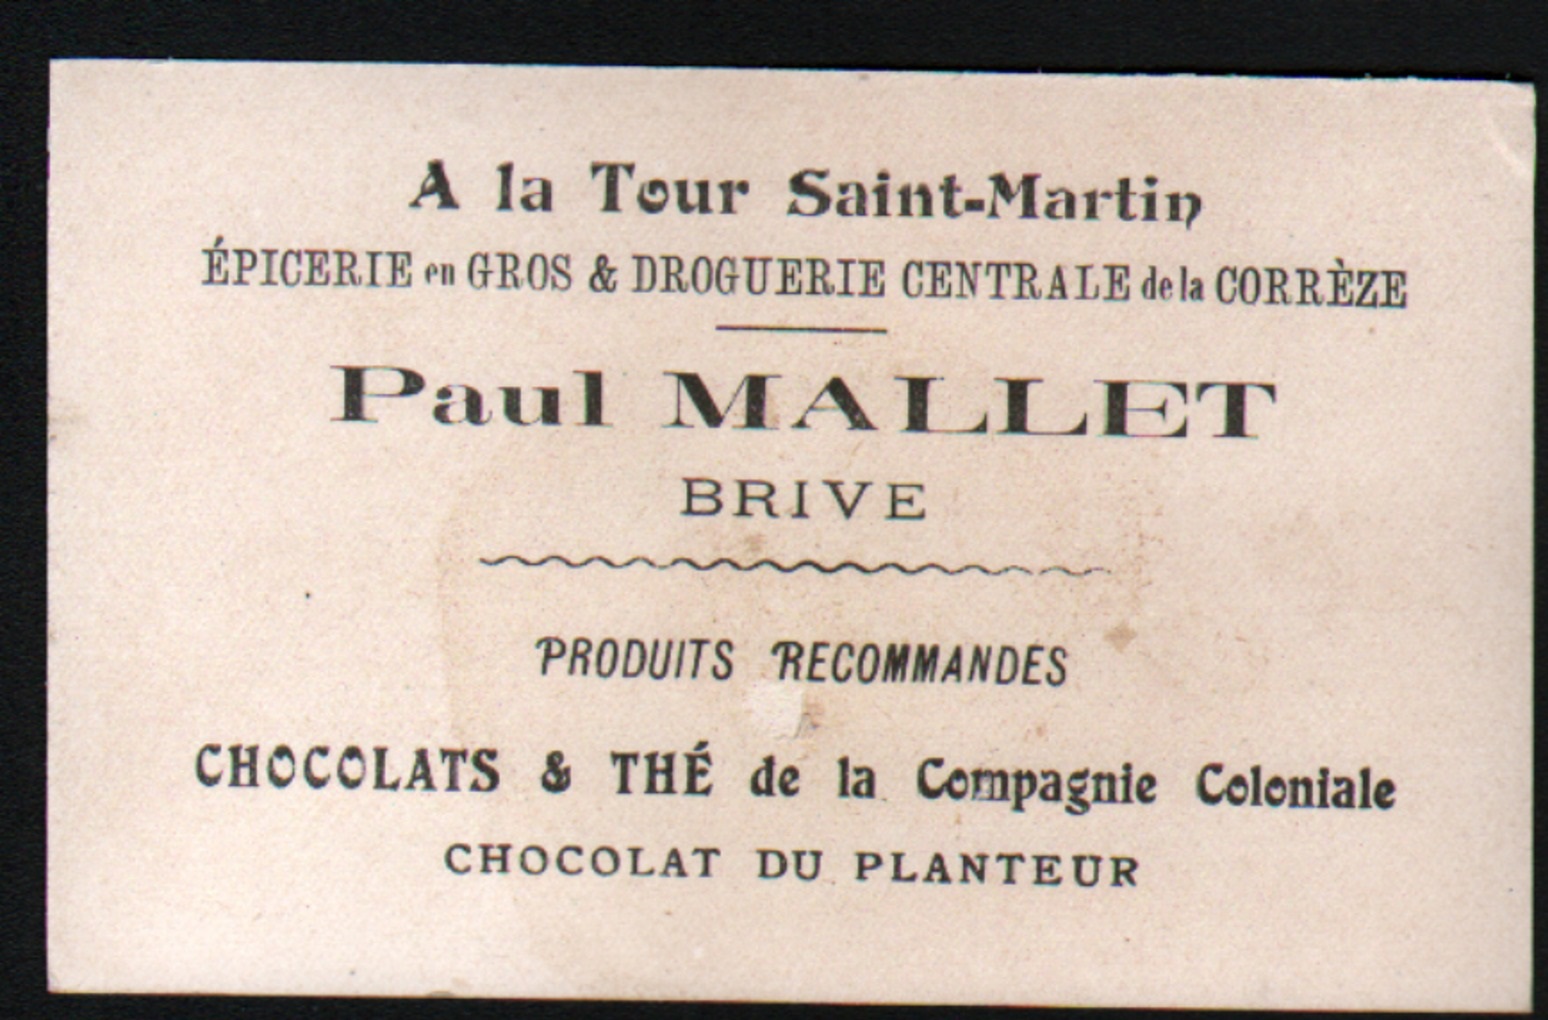 A la Tour Saint-Martin
ÉPICERIE en GROS & DROGUERIE CENTRALE de la CORRÈZE
Paul MALLET
BRIVE
PRODUITS RECOMMANDES
CHOCOLATS & THÉ de la Compagnie Coloniale
CHOCOLAT DU PLANTEUR